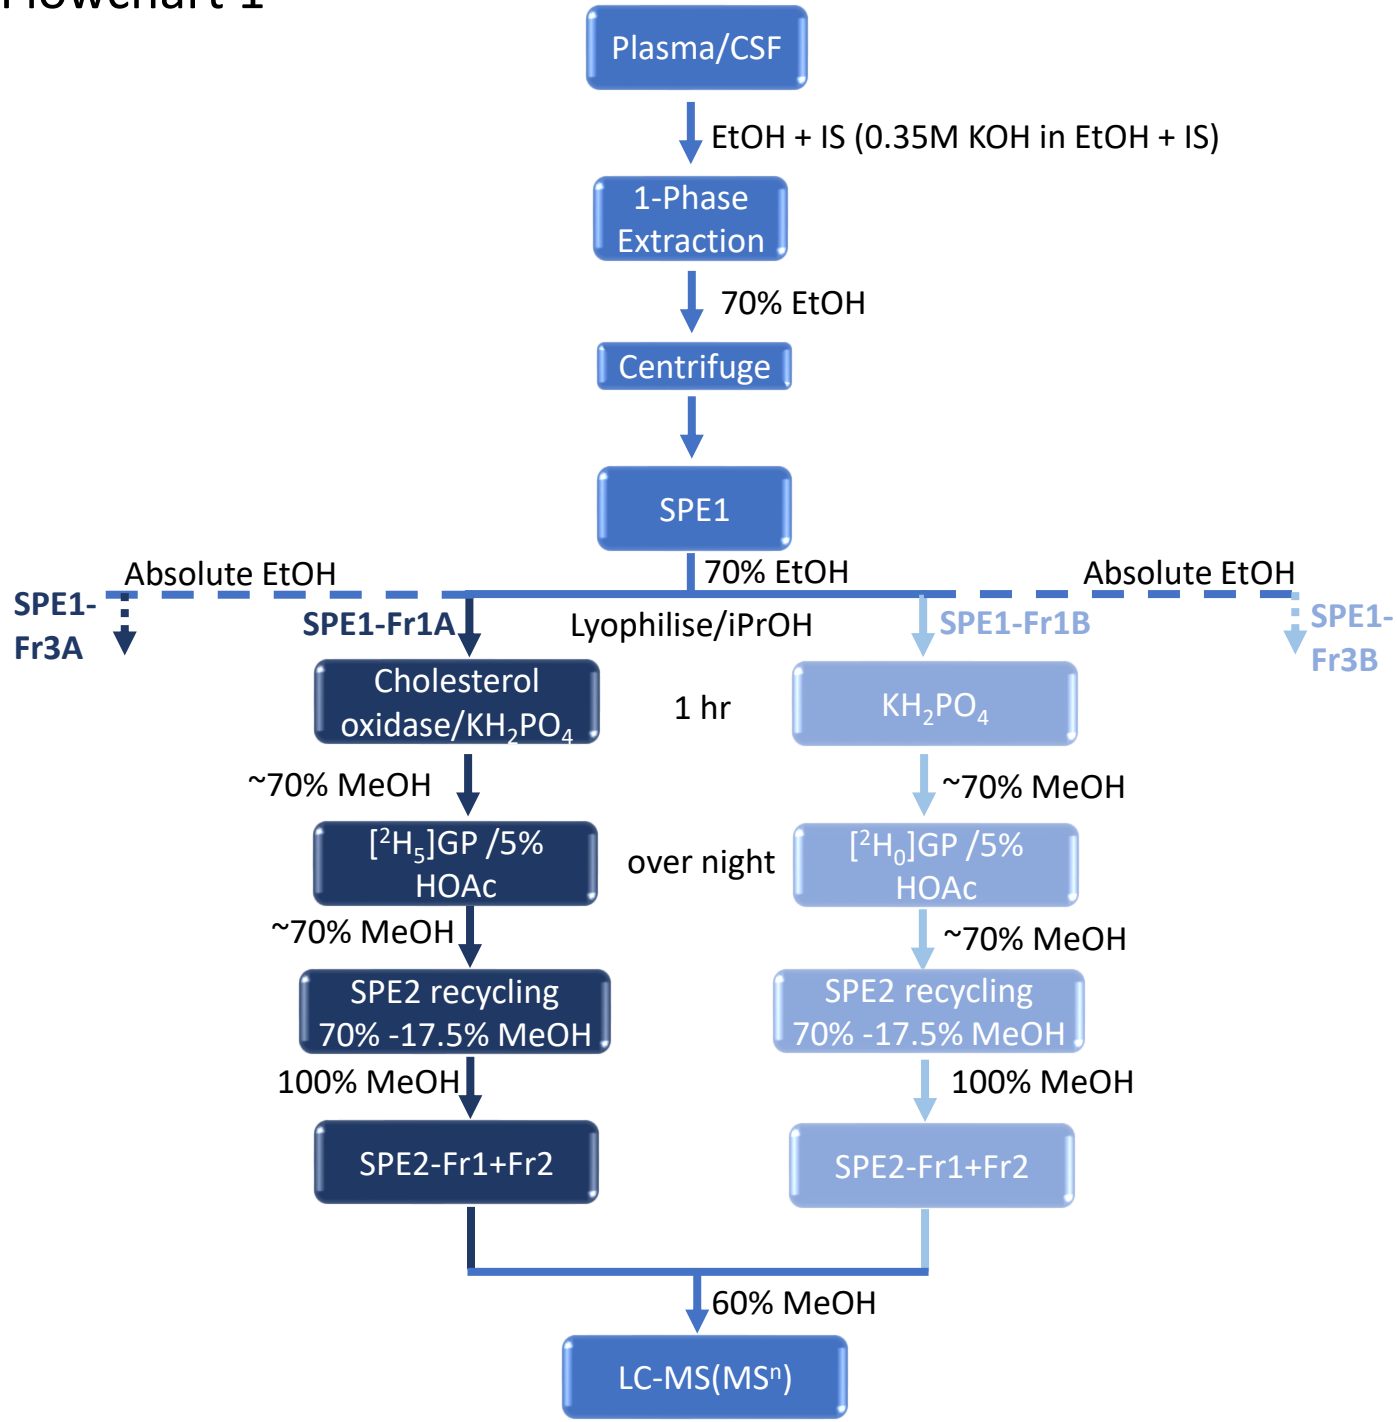 Flowchart 1
Plasma/CSF
EtOH + IS (0.35M KOH in EtOH + IS)
1-Phase
Extraction
70% EtOH
Centrifuge
SPE1
70% EtOH
Absolute EtOH
Absolute EtOH
SPE1-
Fr3A
SPE1-Fr1A
Lyophilise/iPrOH
SPE1-Fr1B
SPE1-
Fr3B
Cholesterol
oxidase/KH₂PO₄
1 hr
KH₂PO₄
~70% MeOH
~70% MeOH
[²H₅]GP /5%
HOAc
over night
[²H₀]GP /5%
HOAc
~70% MeOH
~70% MeOH
SPE2 recycling
70% -17.5% MeOH
SPE2 recycling
70% -17.5% MeOH
100% MeOH
100% MeOH
SPE2-Fr1+Fr2
SPE2-Fr1+Fr2
60% MeOH
LC-MS(MSⁿ)